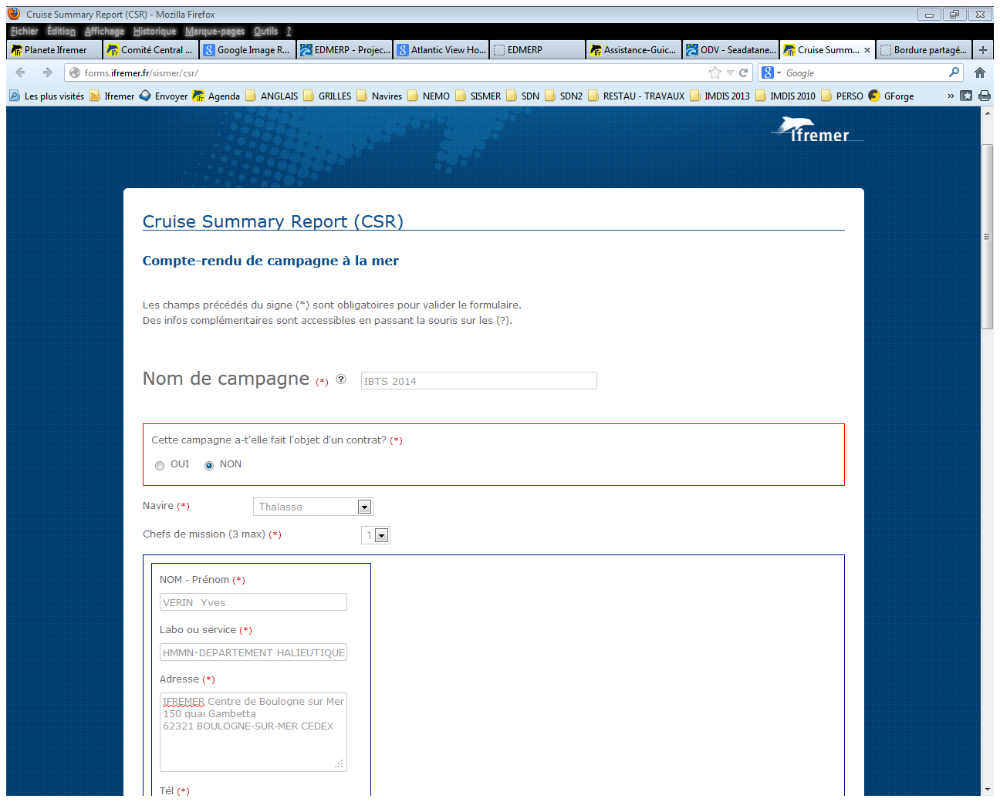 Cruise Summary Report (CSR) - Mozilla Firefox
Fichier Édition Affichage Historique Marque-pages Outils ?
Planete Ifremer Comité Central ... Google Image R... EDMERP - Projec... Atlantic View Ho... EDMERP Assistance-Guic... ODV - Seadatane... Cruise Summ... × Bordure partagé... +
forms.ifremer.fr/sismer/csr/ Google
Les plus visités Ifremer Envoyer Agenda ANGLAIS GRILLES Navires NEMO SISMER SDN SDN2 RESTAU - TRAVAUX IMDIS 2013 IMDIS 2010 PERSO GForge »
Ifremer
Cruise Summary Report (CSR)
Compte-rendu de campagne à la mer
Les champs précédés du signe (*) sont obligatoires pour valider le formulaire.
Des infos complémentaires sont accessibles en passant la souris sur les (?).
Nom de campagne (*) ? IBTS 2014
Cette campagne a-t'elle fait l'objet d'un contrat? (*)
OUI NON
Navire (*) Thalassa
Chefs de mission (3 max) (*) 1
NOM - Prénom (*)
VERIN Yves
Labo ou service (*)
HMMN-DEPARTEMENT HALIEUTIQUE
Adresse (*)
IFREMER Centre de Boulogne sur Mer
150 quai Gambetta
62321 BOULOGNE-SUR-MER CEDEX
Tél (*)